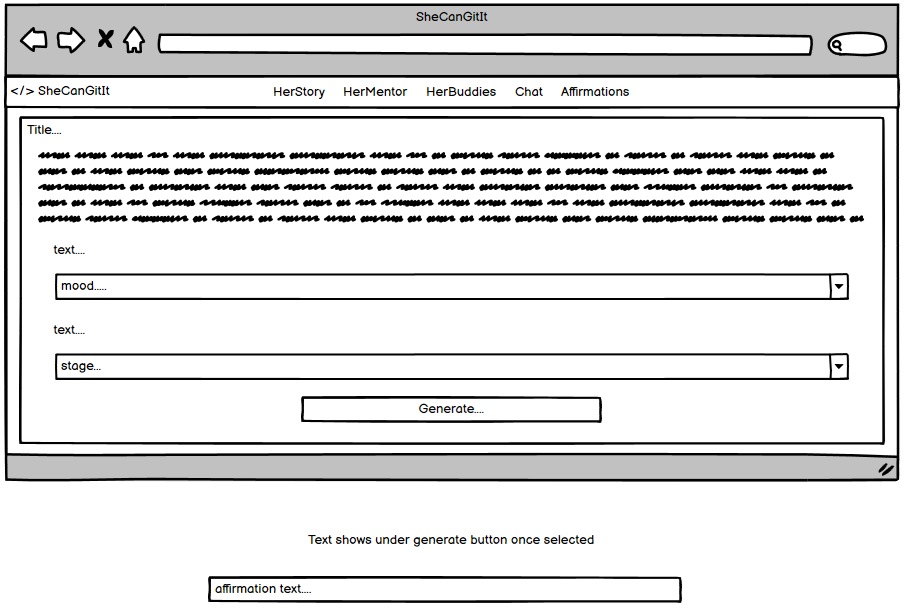 SheCanGitIt
</> SheCanGitIt HerStory HerMentor HerBuddies Chat Affirmations
Title....
text....
mood.....
text....
stage...
Generate....
Text shows under generate button once selected
affirmation text....